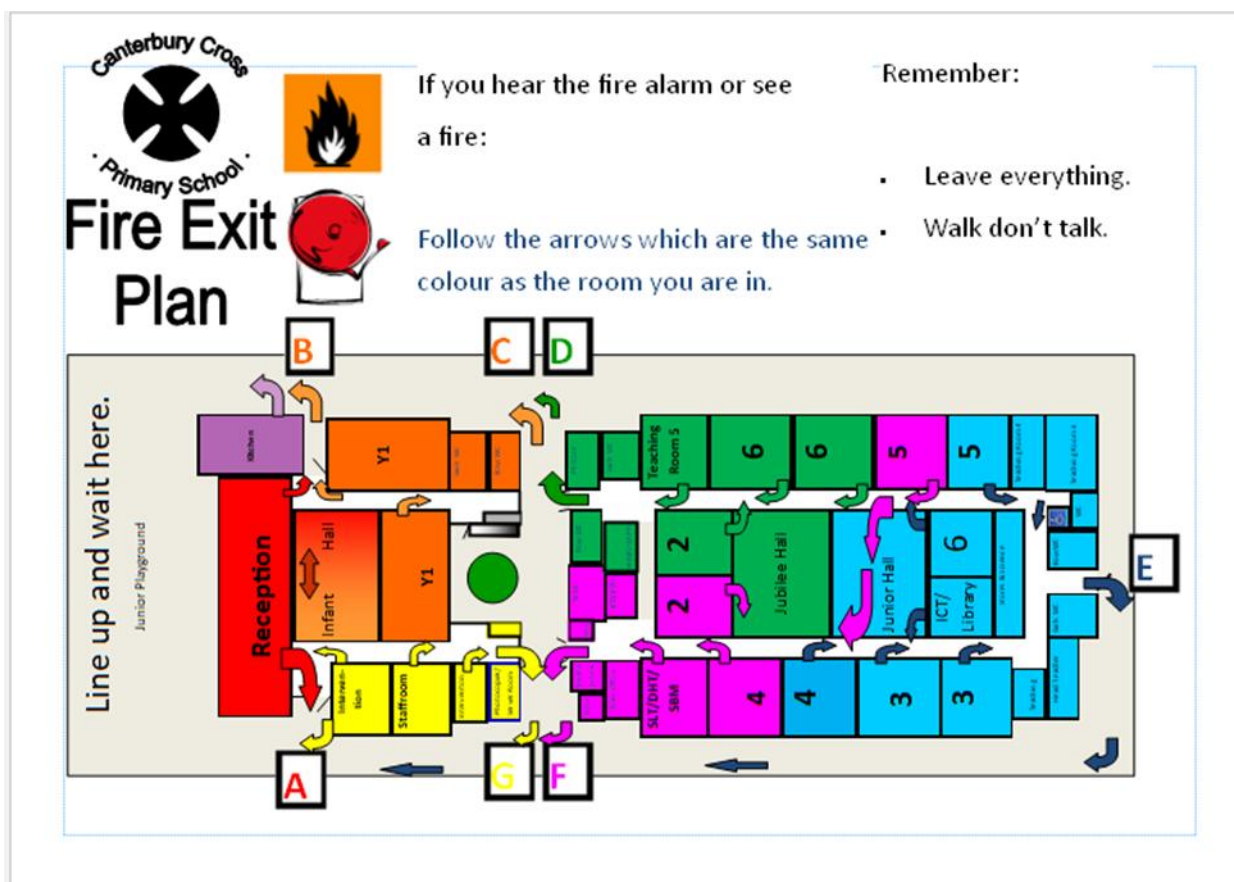 Canterbury Cross
· Primary School ·
Fire Exit
Plan
If you hear the fire alarm or see
a fire:
Follow the arrows which are the same
colour as the room you are in.
Remember:
▪ Leave everything.
▪ Walk don't talk.
B
C
D
Line up and wait here.
Junior Playground
Kitchen
Reception
Y1
Infant Hall
Y1
Interven-
tion
Staffroom
Teaching
Room 5
6
6
5
5
2
2
Jubilee Hall
Junior Hall
6
ICT/
Library
SLT/DHT/
SBM
4
4
3
3
E
A
G
F